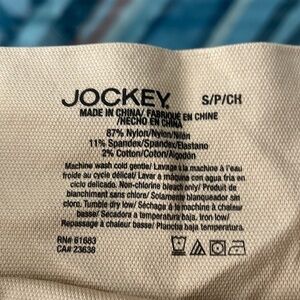 JOCKEY S/P/CH
MADE IN CHINA/ FABRIQUÉ EN CHINE
/HECHO EN CHINA
87% Nylon/Nylon/Nilón
11% Spandex/Spandex/Elastano
2% Cotton/Coton/Algodón
Machine wash cold gentle/ Lavage à la machine à l'eau
froide au cycle délicat/ Lavar a maquina con agua fria en
ciclo delicado. Non-chlorine bleach only/ Produit de
blanchiment sans chlore/ Solamente blanqueador sin
cloro. Tumble dry low/ Séchage à la machine à chaleur
basse/ Secadora a temperatura baja. Iron low/
Repassage à chaleur basse/ Plancha baja temperatura.
RN# 61683
CA# 23638